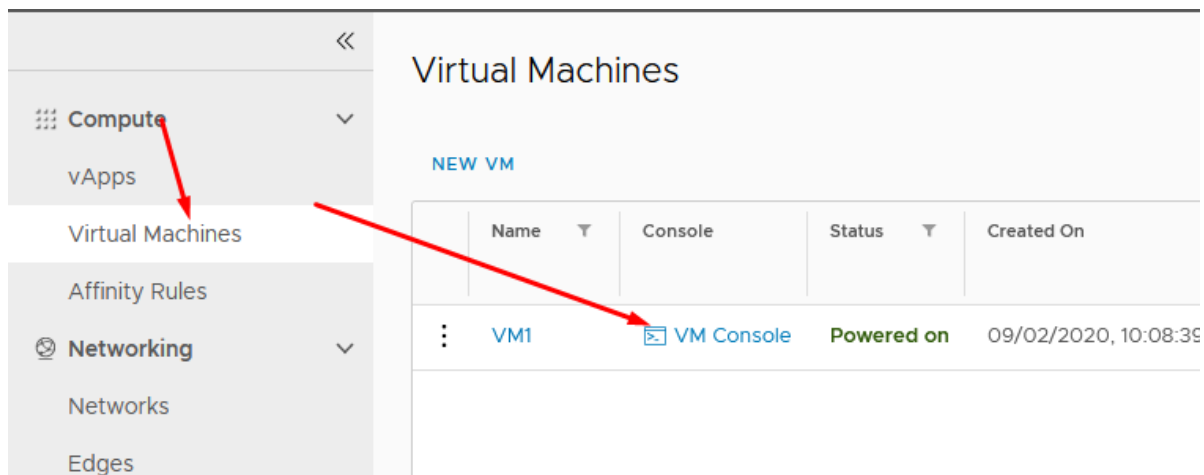 Compute
vApps
Virtual Machines
Affinity Rules
Networking
Networks
Edges
Virtual Machines
NEW VM
Name Console Status Created On
VM1 VM Console Powered on 09/02/2020, 10:08:39